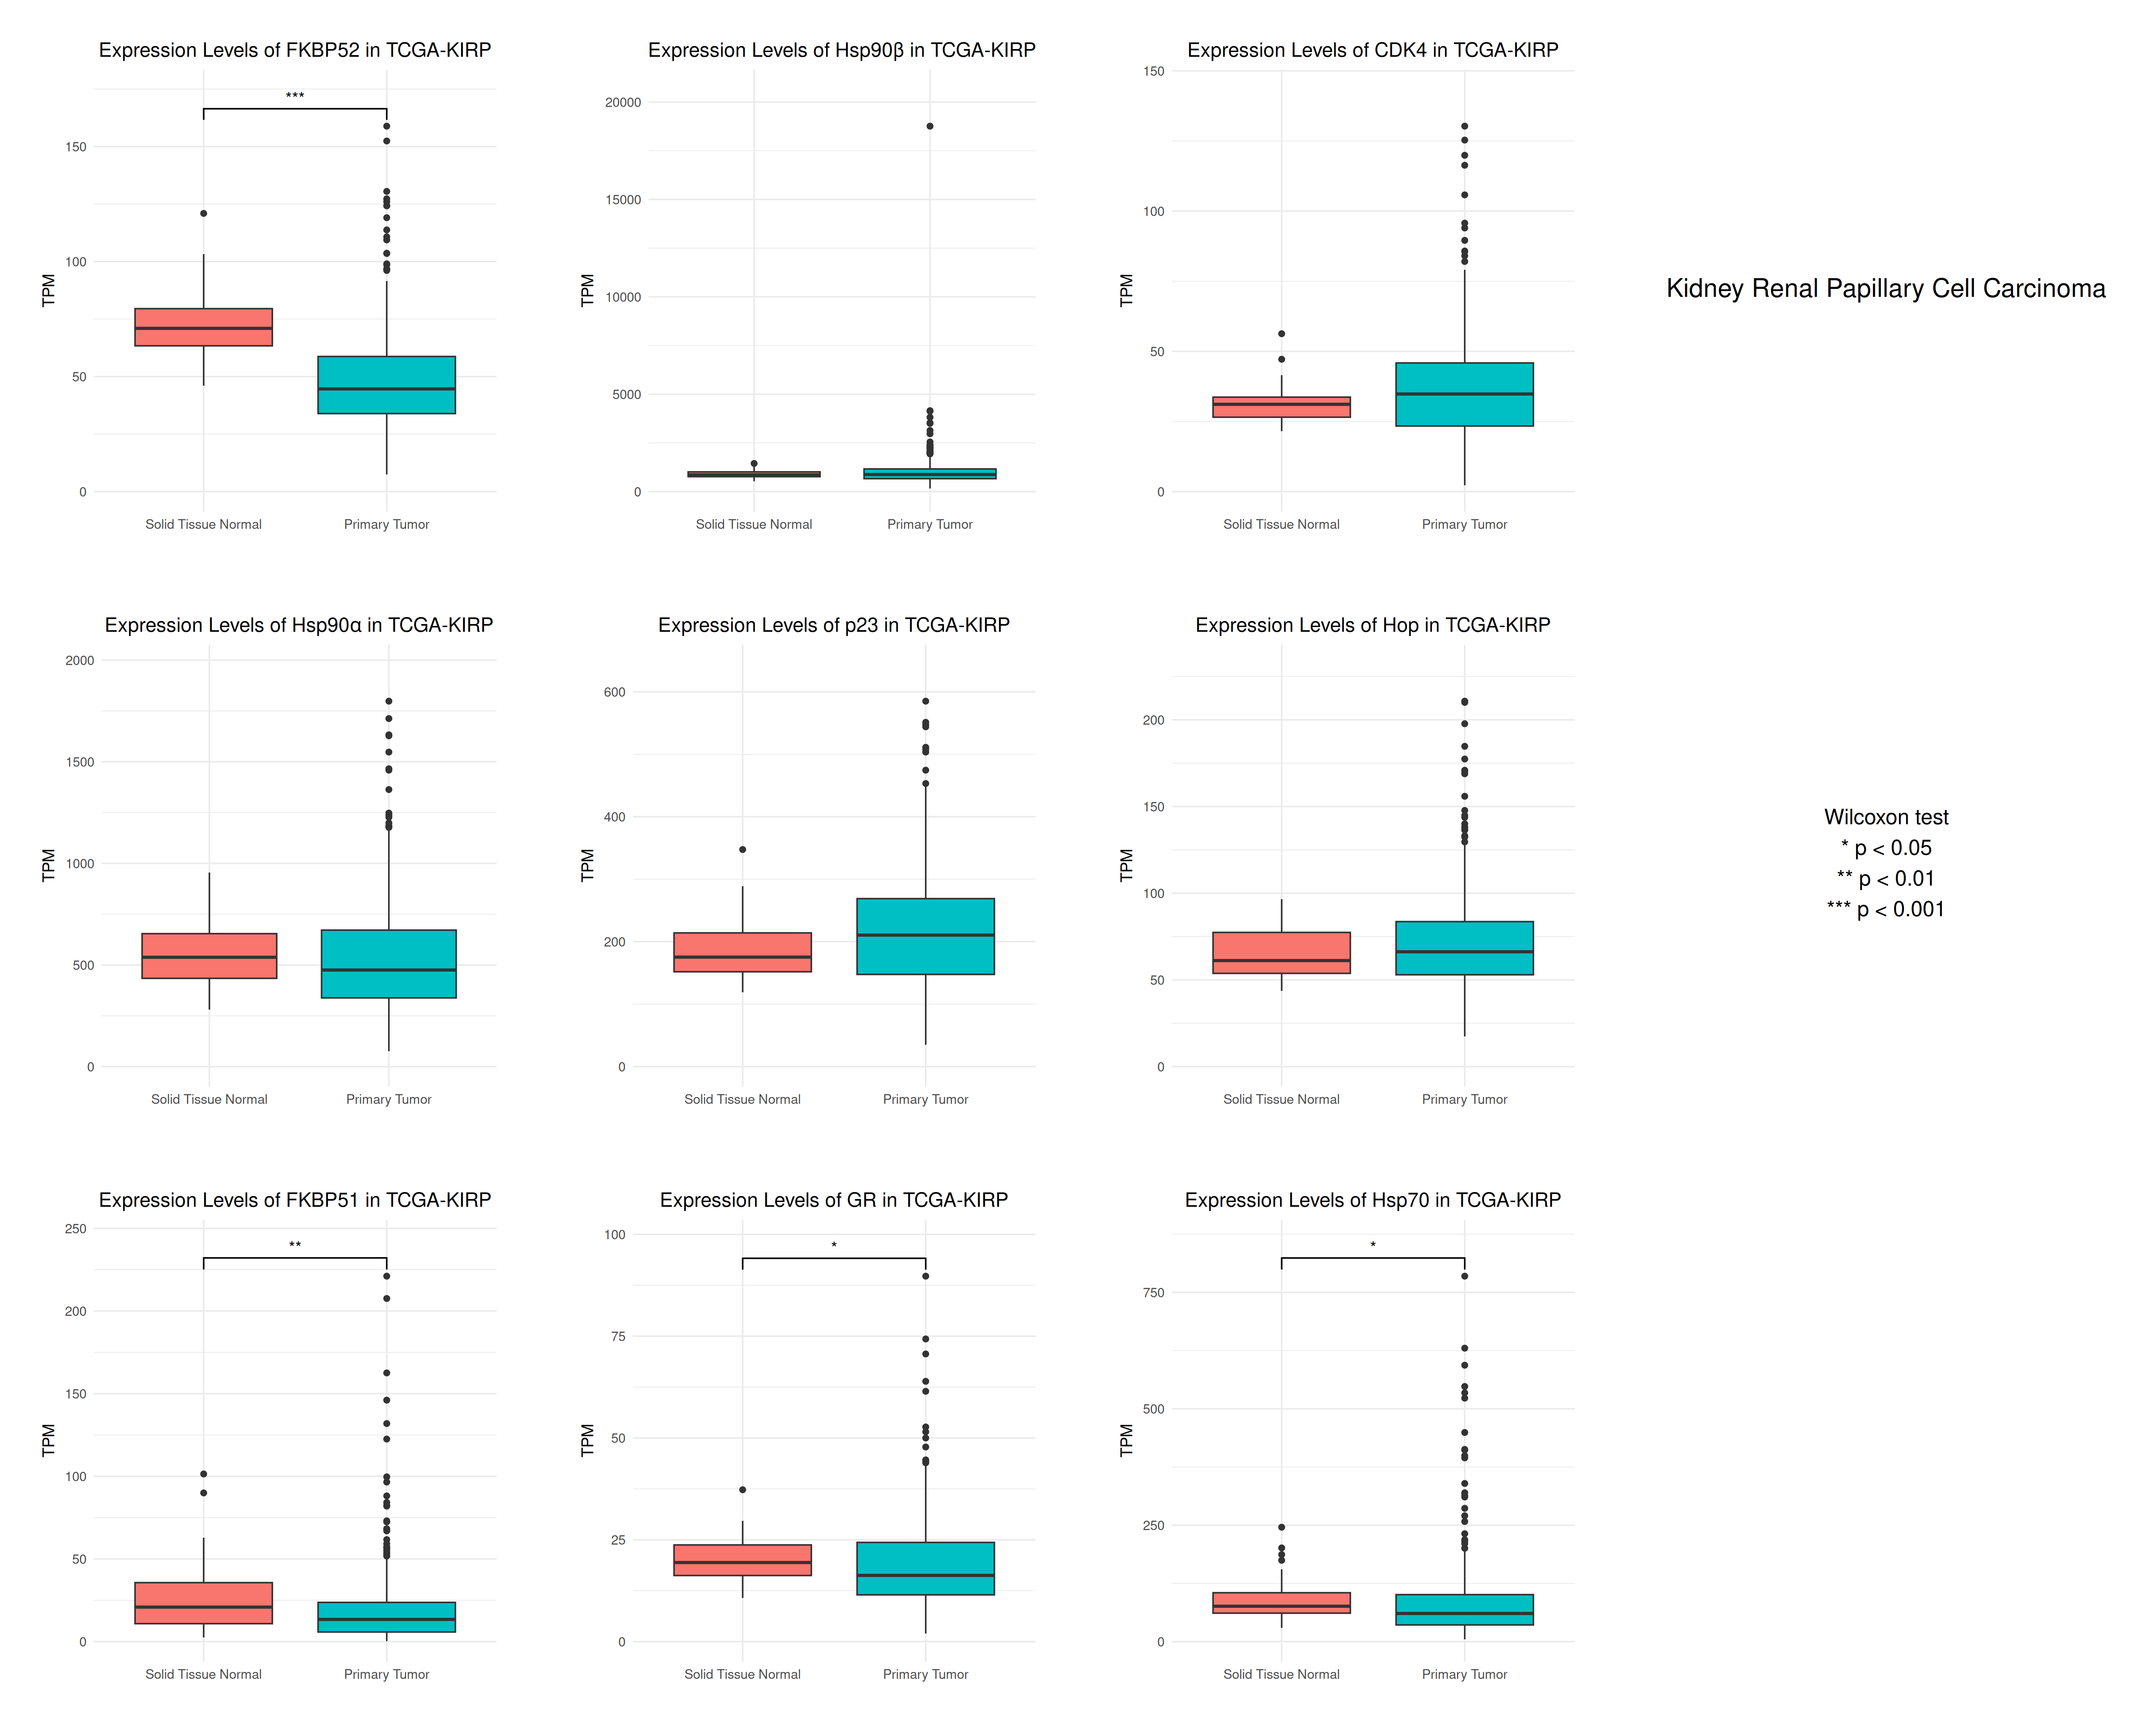 Expression Levels of FKBP52 in TCGA-KIRP
***
TPM
150
100
50
0
Solid Tissue Normal Primary Tumor
Expression Levels of Hsp90β in TCGA-KIRP
TPM
20000
15000
10000
5000
0
Solid Tissue Normal Primary Tumor
Expression Levels of CDK4 in TCGA-KIRP
TPM
150
100
50
0
Solid Tissue Normal Primary Tumor
Kidney Renal Papillary Cell Carcinoma
Expression Levels of Hsp90α in TCGA-KIRP
TPM
2000
1500
1000
500
0
Solid Tissue Normal Primary Tumor
Expression Levels of p23 in TCGA-KIRP
TPM
600
400
200
0
Solid Tissue Normal Primary Tumor
Expression Levels of Hop in TCGA-KIRP
TPM
200
150
100
50
0
Solid Tissue Normal Primary Tumor
Wilcoxon test
* p < 0.05
** p < 0.01
*** p < 0.001
Expression Levels of FKBP51 in TCGA-KIRP
**
TPM
250
200
150
100
50
0
Solid Tissue Normal Primary Tumor
Expression Levels of GR in TCGA-KIRP
*
TPM
100
75
50
25
0
Solid Tissue Normal Primary Tumor
Expression Levels of Hsp70 in TCGA-KIRP
*
TPM
750
500
250
0
Solid Tissue Normal Primary Tumor